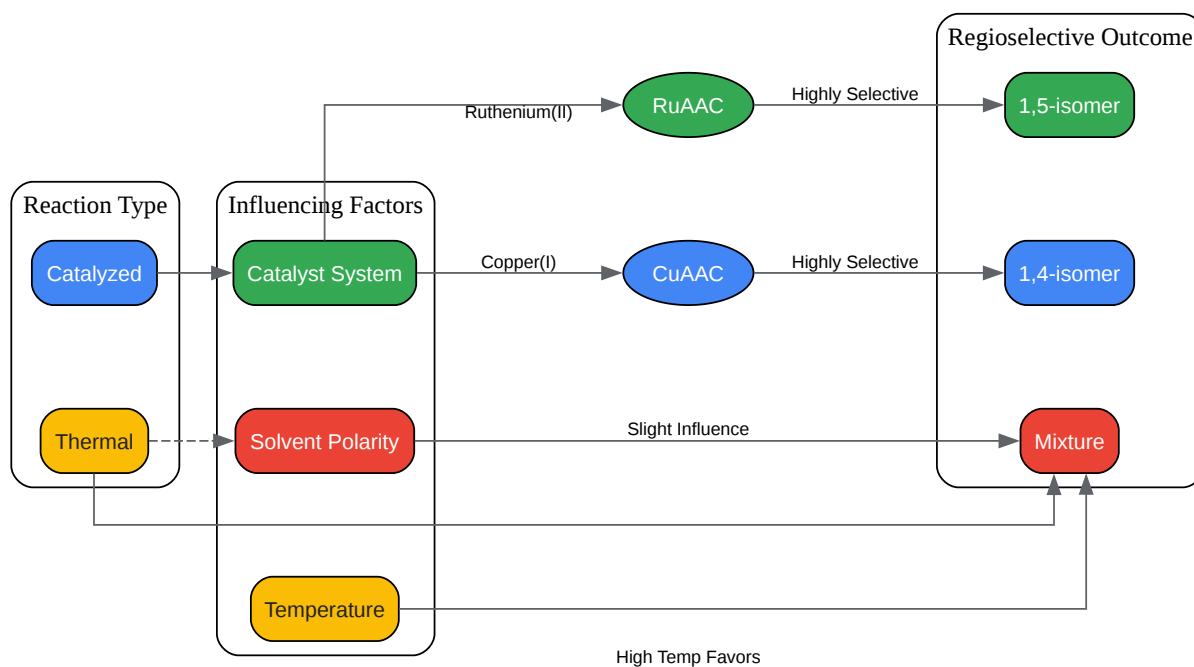 Regioselective Outcome
RuAAC
Highly Selective
1,5-isomer
Ruthenium(II)
Reaction Type
Influencing Factors
Catalyzed
Catalyst System
Copper(I)
CuAAC
Highly Selective
1,4-isomer
Thermal
Solvent Polarity
Slight Influence
Mixture
Temperature
High Temp Favors